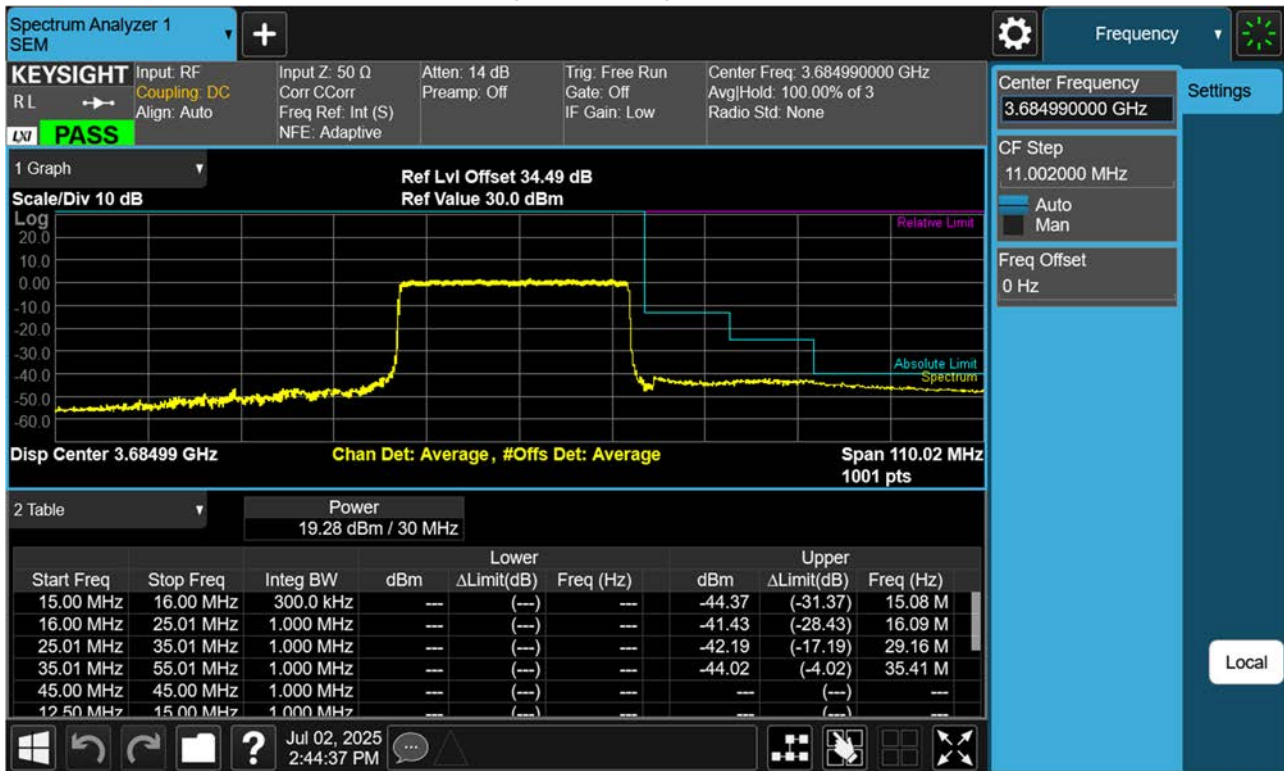 Spectrum Analyzer 1
SEM
+
Frequency
KEYSIGHT
RL
LXI PASS
Input: RF
Coupling: DC
Align: Auto
Input Z: 50 Ω
Corr CCorr
Freq Ref: Int (S)
NFE: Adaptive
Atten: 14 dB
Preamp: Off
Trig: Free Run
Gate: Off
IF Gain: Low
Center Freq: 3.684990000 GHz
Avg|Hold: 100.00% of 3
Radio Std: None
Center Frequency
3.684990000 GHz
Settings
CF Step
11.002000 MHz
Auto
Man
Freq Offset
0 Hz
Local
1 Graph
Scale/Div 10 dB
Ref Lvl Offset 34.49 dB
Ref Value 30.0 dBm
Log
20.0
10.0
0.00
-10.0
-20.0
-30.0
-40.0
-50.0
-60.0
Relative Limit
Absolute Limit
Spectrum
Disp Center 3.68499 GHz
Chan Det: Average, #Offs Det: Average
Span 110.02 MHz
1001 pts
2 Table
Power
19.28 dBm / 30 MHz
Lower Upper
Start Freq Stop Freq Integ BW dBm ΔLimit(dB) Freq (Hz) dBm ΔLimit(dB) Freq (Hz)
15.00 MHz 16.00 MHz 300.0 kHz --- (---) --- -44.37 (-31.37) 15.08 M
16.00 MHz 25.01 MHz 1.000 MHz --- (---) --- -41.43 (-28.43) 16.09 M
25.01 MHz 35.01 MHz 1.000 MHz --- (---) --- -42.19 (-17.19) 29.16 M
35.01 MHz 55.01 MHz 1.000 MHz --- (---) --- -44.02 (-4.02) 35.41 M
45.00 MHz 45.00 MHz 1.000 MHz --- (---) --- --- (---) ---
12.50 MHz 15.00 MHz 1.000 MHz --- (---) --- --- (---) ---
?
Jul 02, 2025
2:44:37 PM